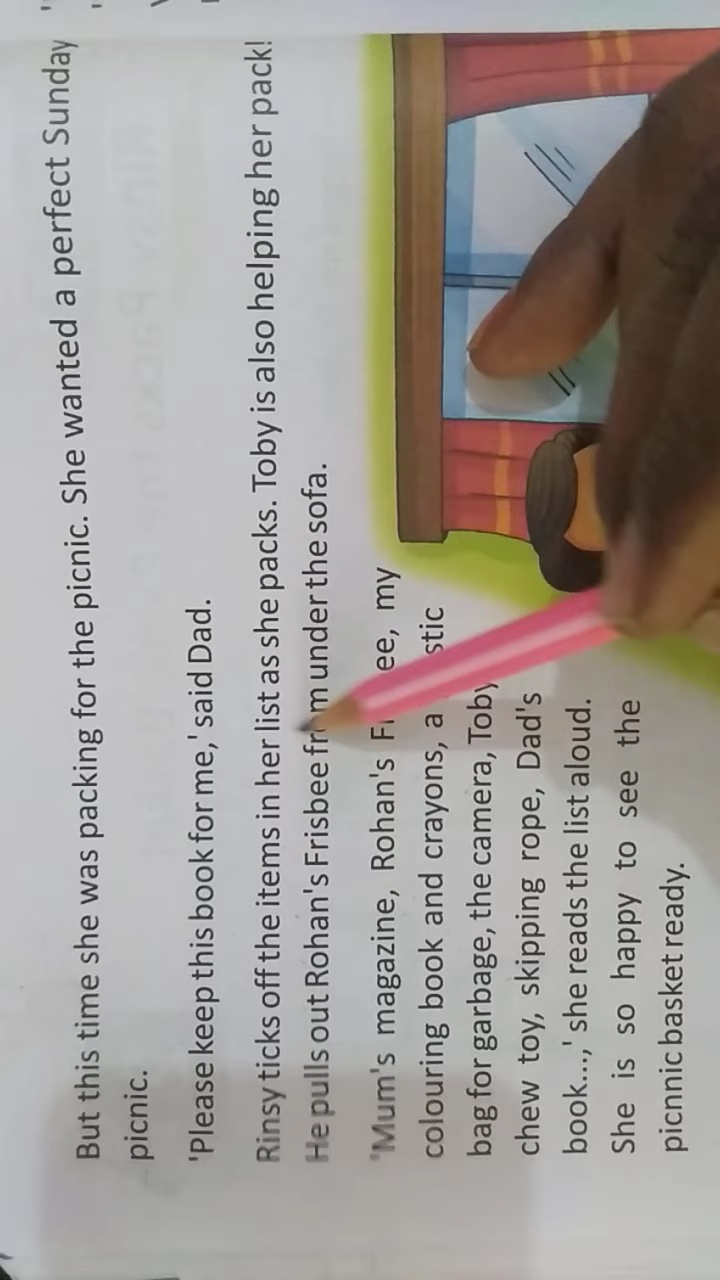 But this time she was packing for the picnic. She wanted a perfect Sunday
picnic.
'Please keep this book for me,' said Dad.
Rinsy ticks off the items in her list as she packs. Toby is also helping her pack!
He pulls out Rohan's Frisbee from under the sofa.
'Mum's magazine, Rohan's my
colouring book and crayons, a
bag for garbage, the camera,
chew toy, skipping rope, Dad's
book...,' she reads the list aloud.
She is so happy to see the
picnnic basket ready.